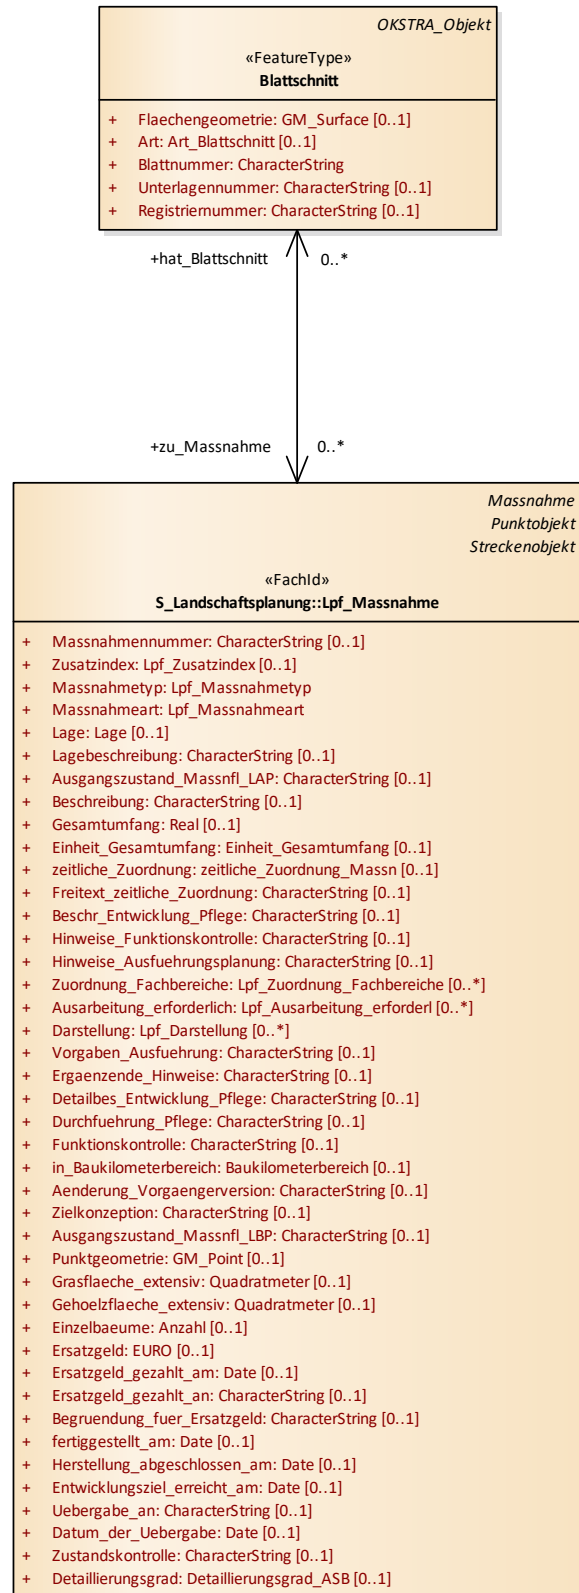 OKSTRA_Objekt
«FeatureType»
Blattschnitt
+ Flaechengeometrie: GM_Surface [0..1]
+ Art: Art_Blattschnitt [0..1]
+ Blattnummer: CharacterString
+ Unterlagennummer: CharacterString [0..1]
+ Registriernummer: CharacterString [0..1]
+hat_Blattschnitt 0..*
+zu_Massnahme 0..*
Massnahme
Punktobjekt
Streckenobjekt
«FachId»
S_Landschaftsplanung::Lpf_Massnahme
+ Massnahmennummer: CharacterString [0..1]
+ Zusatzindex: Lpf_Zusatzindex [0..1]
+ Massnahmetyp: Lpf_Massnahmetyp
+ Massnahmeart: Lpf_Massnahmeart
+ Lage: Lage [0..1]
+ Lagebeschreibung: CharacterString [0..1]
+ Ausgangszustand_Massnfl_LAP: CharacterString [0..1]
+ Beschreibung: CharacterString [0..1]
+ Gesamtumfang: Real [0..1]
+ Einheit_Gesamtumfang: Einheit_Gesamtumfang [0..1]
+ zeitliche_Zuordnung: zeitliche_Zuordnung_Massn [0..1]
+ Freitext_zeitliche_Zuordnung: CharacterString [0..1]
+ Beschr_Entwicklung_Pflege: CharacterString [0..1]
+ Hinweise_Funktionskontrolle: CharacterString [0..1]
+ Hinweise_Ausfuehrungsplanung: CharacterString [0..1]
+ Zuordnung_Fachbereiche: Lpf_Zuordnung_Fachbereiche [0..*]
+ Ausarbeitung_erforderlich: Lpf_Ausarbeitung_erforderl [0..*]
+ Darstellung: Lpf_Darstellung [0..*]
+ Vorgaben_Ausfuehrung: CharacterString [0..1]
+ Ergaenzende_Hinweise: CharacterString [0..1]
+ Detailbes_Entwicklung_Pflege: CharacterString [0..1]
+ Durchfuehrung_Pflege: CharacterString [0..1]
+ Funktionskontrolle: CharacterString [0..1]
+ in_Baukilometerbereich: Baukilometerbereich [0..1]
+ Aenderung_Vorgaengerversion: CharacterString [0..1]
+ Zielkonzeption: CharacterString [0..1]
+ Ausgangszustand_Massnfl_LBP: CharacterString [0..1]
+ Punktgeometrie: GM_Point [0..1]
+ Grasflaeche_extensiv: Quadratmeter [0..1]
+ Gehoelzflaeche_extensiv: Quadratmeter [0..1]
+ Einzelbaeume: Anzahl [0..1]
+ Ersatzgeld: EURO [0..1]
+ Ersatzgeld_gezahlt_am: Date [0..1]
+ Ersatzgeld_gezahlt_an: CharacterString [0..1]
+ Begruendung_fuer_Ersatzgeld: CharacterString [0..1]
+ fertiggestellt_am: Date [0..1]
+ Herstellung_abgeschlossen_am: Date [0..1]
+ Entwicklungsziel_erreicht_am: Date [0..1]
+ Uebergabe_an: CharacterString [0..1]
+ Datum_der_Uebergabe: Date [0..1]
+ Zustandskontrolle: CharacterString [0..1]
+ Detaillierungsgrad: Detaillierungsgrad_ASB [0..1]